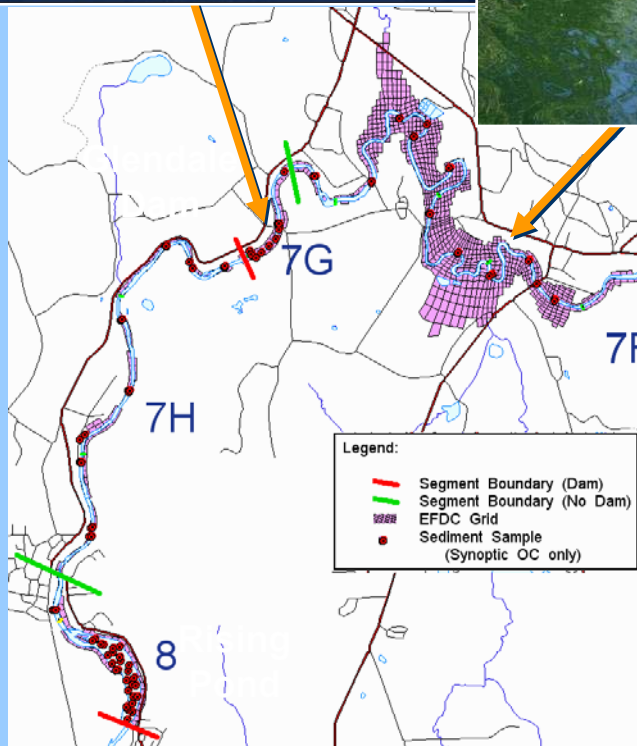 Glendale
Dam
7G
7F
7H
Legend:
Segment Boundary (Dam)
Segment Boundary (No Dam)
EFDC Grid
Sediment Sample
(Synoptic OC only)
8
Rising
Pond